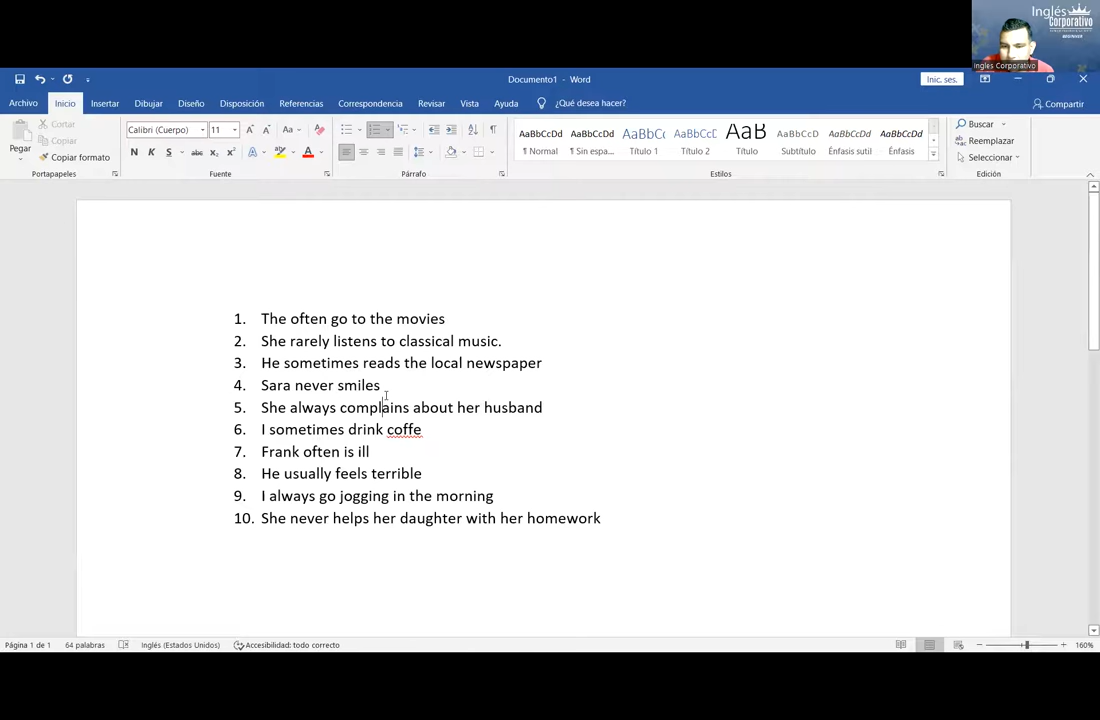 Inglés
Corporativo
Ingles Corporativo
Documento1 - Word
Inic. ses.
Archivo Inicio Insertar Dibujar Diseño Disposición Referencias Correspondencia Revisar Vista Ayuda ¿Qué desea hacer? Compartir
Pegar
Cortar
Copiar
Copiar formato
Portapapeles
Calibri (Cuerpo) 11
Fuente
Párrafo
AaBbCcDd AaBbCcDd AaBbCc AaBbCcC AaB AaBbCcD AaBbCcDd AaBbCcDd
¶ Normal ¶ Sin espa... Título 1 Título 2 Título Subtítulo Énfasis sutil Énfasis
Estilos
Buscar
Reemplazar
Seleccionar
Edición
1. The often go to the movies
2. She rarely listens to classical music.
3. He sometimes reads the local newspaper
4. Sara never smiles
5. She always complains about her husband
6. I sometimes drink coffe
7. Frank often is ill
8. He usually feels terrible
9. I always go jogging in the morning
10. She never helps her daughter with her homework
Página 1 de 1 64 palabras Inglés (Estados Unidos) Accesibilidad: todo correcto 160%